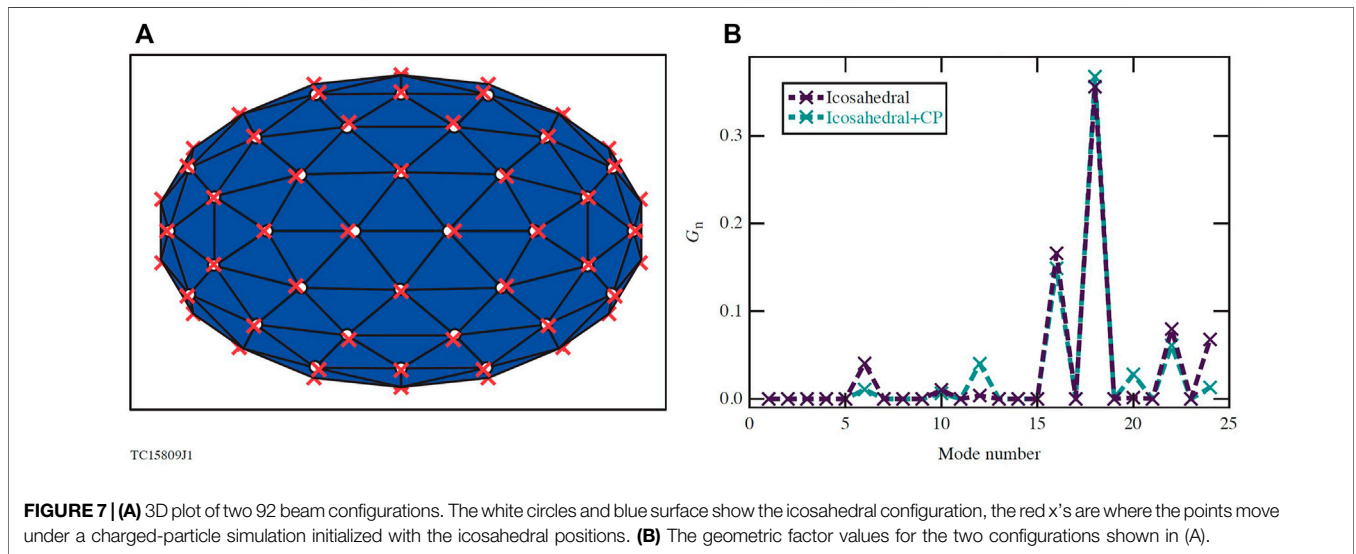 A
B
Icosahedral
Icosahedral+CP
0.3
0.2
0.1
0.0
Gn
0
5
10
15
20
25
Mode number
TC15809J1
FIGURE 7 | (A) 3D plot of two 92 beam configurations. The white circles and blue surface show the icosahedral configuration, the red x's are where the points move
under a charged-particle simulation initialized with the icosahedral positions. (B) The geometric factor values for the two configurations shown in (A).